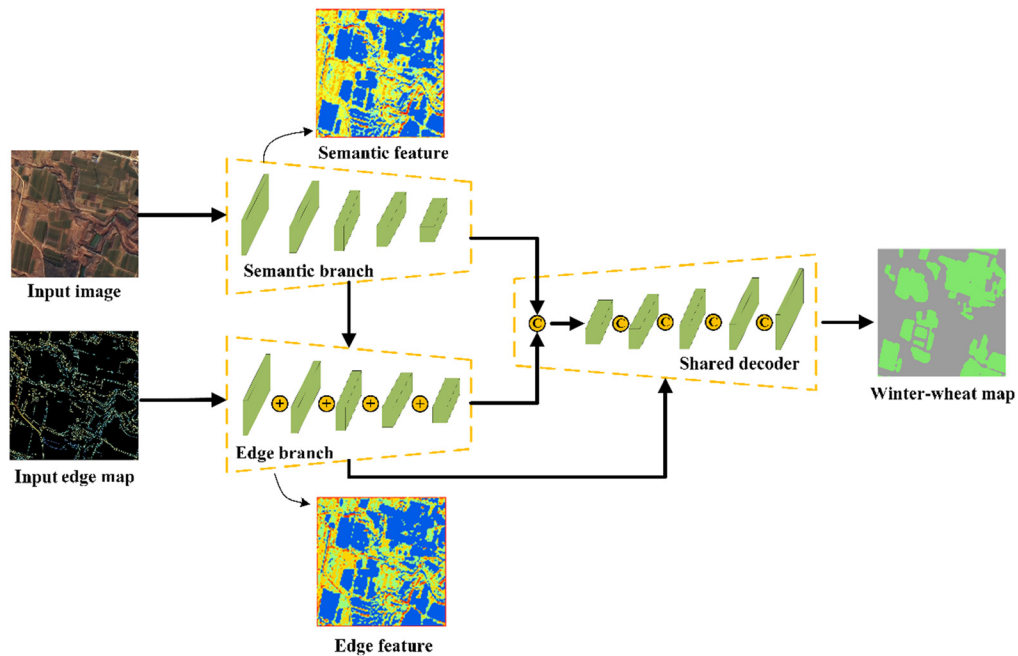 Semantic feature
Input image
Semantic branch
C
C
C
C
C
Shared decoder
Winter-wheat map
+
+
+
+
Edge branch
Input edge map
Edge feature